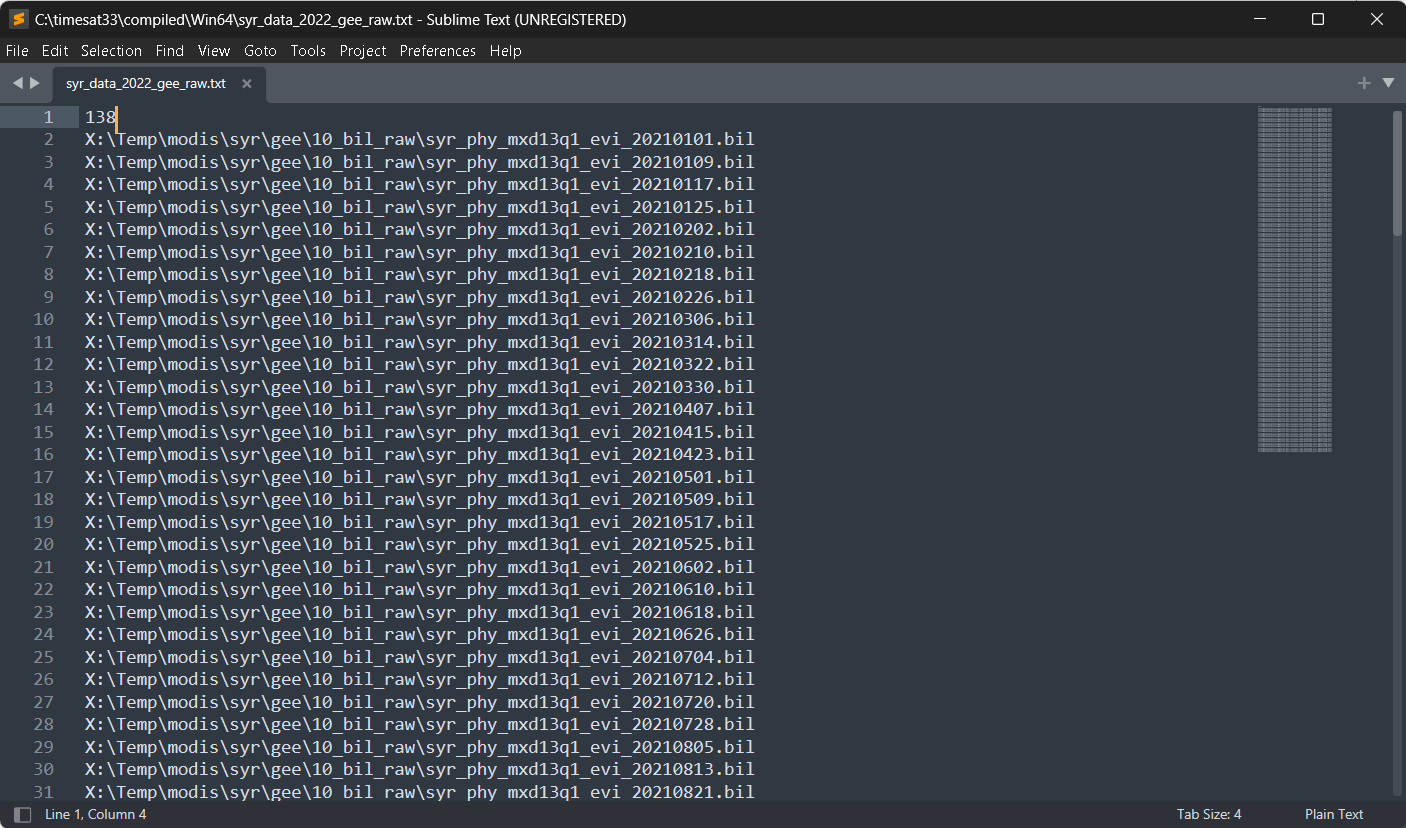 C:\timesat33\compiled\Win64\syr_data_2022_gee_raw.txt - Sublime Text (UNREGISTERED)
File Edit Selection Find View Goto Tools Project Preferences Help
syr_data_2022_gee_raw.txt
1 138
2 X:\Temp\modis\syr\gee\10_bil_raw\syr_phy_mxd13q1_evi_20210101.bil
3 X:\Temp\modis\syr\gee\10_bil_raw\syr_phy_mxd13q1_evi_20210109.bil
4 X:\Temp\modis\syr\gee\10_bil_raw\syr_phy_mxd13q1_evi_20210117.bil
5 X:\Temp\modis\syr\gee\10_bil_raw\syr_phy_mxd13q1_evi_20210125.bil
6 X:\Temp\modis\syr\gee\10_bil_raw\syr_phy_mxd13q1_evi_20210202.bil
7 X:\Temp\modis\syr\gee\10_bil_raw\syr_phy_mxd13q1_evi_20210210.bil
8 X:\Temp\modis\syr\gee\10_bil_raw\syr_phy_mxd13q1_evi_20210218.bil
9 X:\Temp\modis\syr\gee\10_bil_raw\syr_phy_mxd13q1_evi_20210226.bil
10 X:\Temp\modis\syr\gee\10_bil_raw\syr_phy_mxd13q1_evi_20210306.bil
11 X:\Temp\modis\syr\gee\10_bil_raw\syr_phy_mxd13q1_evi_20210314.bil
12 X:\Temp\modis\syr\gee\10_bil_raw\syr_phy_mxd13q1_evi_20210322.bil
13 X:\Temp\modis\syr\gee\10_bil_raw\syr_phy_mxd13q1_evi_20210330.bil
14 X:\Temp\modis\syr\gee\10_bil_raw\syr_phy_mxd13q1_evi_20210407.bil
15 X:\Temp\modis\syr\gee\10_bil_raw\syr_phy_mxd13q1_evi_20210415.bil
16 X:\Temp\modis\syr\gee\10_bil_raw\syr_phy_mxd13q1_evi_20210423.bil
17 X:\Temp\modis\syr\gee\10_bil_raw\syr_phy_mxd13q1_evi_20210501.bil
18 X:\Temp\modis\syr\gee\10_bil_raw\syr_phy_mxd13q1_evi_20210509.bil
19 X:\Temp\modis\syr\gee\10_bil_raw\syr_phy_mxd13q1_evi_20210517.bil
20 X:\Temp\modis\syr\gee\10_bil_raw\syr_phy_mxd13q1_evi_20210525.bil
21 X:\Temp\modis\syr\gee\10_bil_raw\syr_phy_mxd13q1_evi_20210602.bil
22 X:\Temp\modis\syr\gee\10_bil_raw\syr_phy_mxd13q1_evi_20210610.bil
23 X:\Temp\modis\syr\gee\10_bil_raw\syr_phy_mxd13q1_evi_20210618.bil
24 X:\Temp\modis\syr\gee\10_bil_raw\syr_phy_mxd13q1_evi_20210626.bil
25 X:\Temp\modis\syr\gee\10_bil_raw\syr_phy_mxd13q1_evi_20210704.bil
26 X:\Temp\modis\syr\gee\10_bil_raw\syr_phy_mxd13q1_evi_20210712.bil
27 X:\Temp\modis\syr\gee\10_bil_raw\syr_phy_mxd13q1_evi_20210720.bil
28 X:\Temp\modis\syr\gee\10_bil_raw\syr_phy_mxd13q1_evi_20210728.bil
29 X:\Temp\modis\syr\gee\10_bil_raw\syr_phy_mxd13q1_evi_20210805.bil
30 X:\Temp\modis\syr\gee\10_bil_raw\syr_phy_mxd13q1_evi_20210813.bil
31 X:\Temp\modis\syr\gee\10_bil_raw\syr_phy_mxd13q1_evi_20210821.bil
Line 1, Column 4 Tab Size: 4 Plain Text